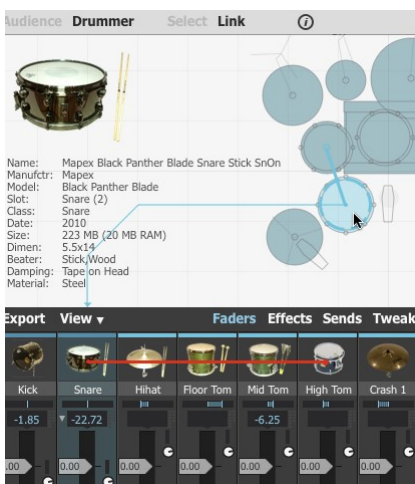 Audience Drummer Select Link i
Name: Mapex Black Panther Blade Snare Stick SnOn
Manufctr: Mapex
Model: Black Panther Blade
Slot: Snare (2)
Class: Snare
Date: 2010
Size: 223 MB (20 MB RAM)
Dimen: 5.5x14
Beater: Stick,Wood
Damping: Tape on Head
Material: Steel
Export View ▾ Faders Effects Sends Tweak
Kick Snare Hihat Floor Tom Mid Tom High Tom Crash 1
-1.85 -22.72 -6.25
.00 0.00 0.00 0.00 0.00 0.00 0.00